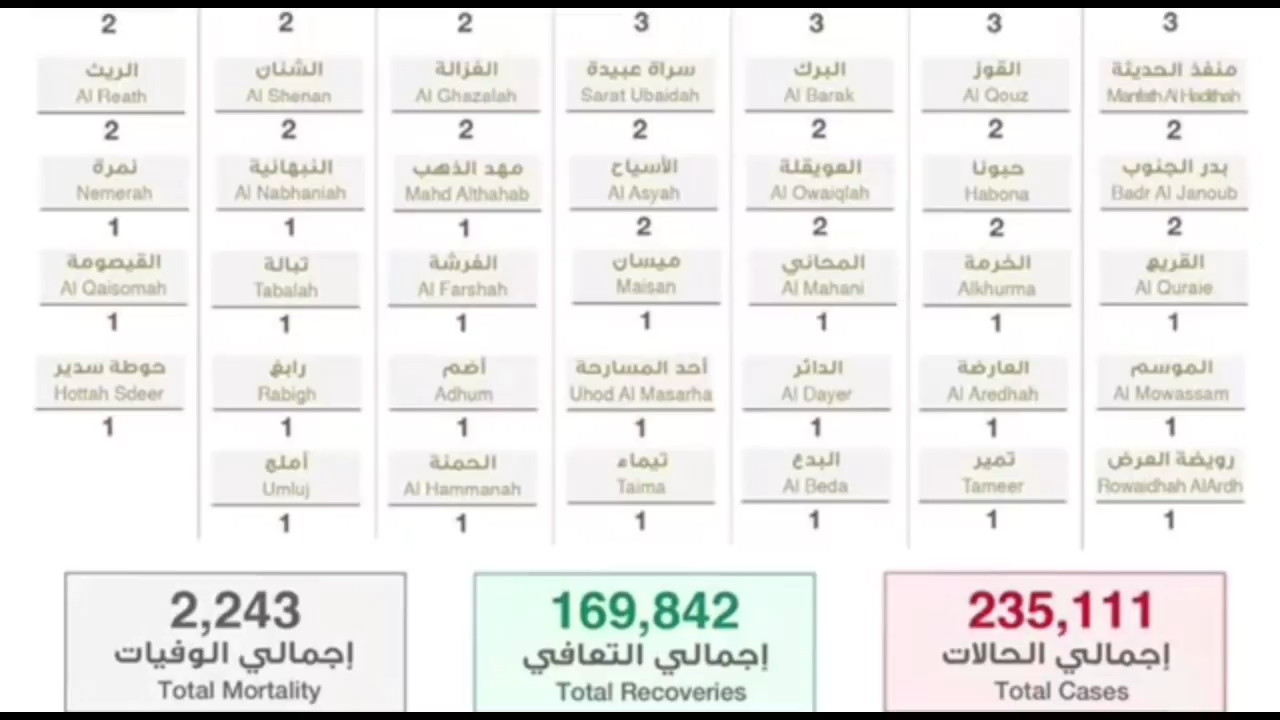 2 2 2 3 3 3 3
الريث الشنان الغزالة سراة عبيدة البرك القوز منفذ الحديثة
Al Reath Al Shenan Al Ghazalah Sarat Ubaidah Al Barak Al Qouz Manfath Al Hadithah
2 2 2 2 2 2 2
نمرة النبهانية مهد الذهب الأسياح العويقلة حبونا بدر الجنوب
Nemerah Al Nabhaniah Mahd Althahab Al Asyah Al Owaiqlah Habona Badr Al Janoub
1 1 1 2 2 2 2
القيصومة تبالة الفرشة ميسان المحاني الخرمة القريع
Al Qaisomah Tabalah Al Farshah Maisan Al Mahani Alkhurma Al Quraie
1 1 1 1 1 1 1
حوطة سدير رابغ أضم أحد المسارحة الدائر العارضة الموسم
Hottah Sdeer Rabigh Adhum Uhod Al Masarha Al Dayer Al Aredhah Al Mowassam
1 1 1 1 1 1 1
أملج الحمنة تيماء البدع تمير رويضة العرض
Umluj Al Hammanah Taima Al Beda Tameer Rowaidhah AlArdh
1 1 1 1 1 1
2,243 169,842 235,111
إجمالي الوفيات إجمالي التعافي إجمالي الحالات
Total Mortality Total Recoveries Total Cases